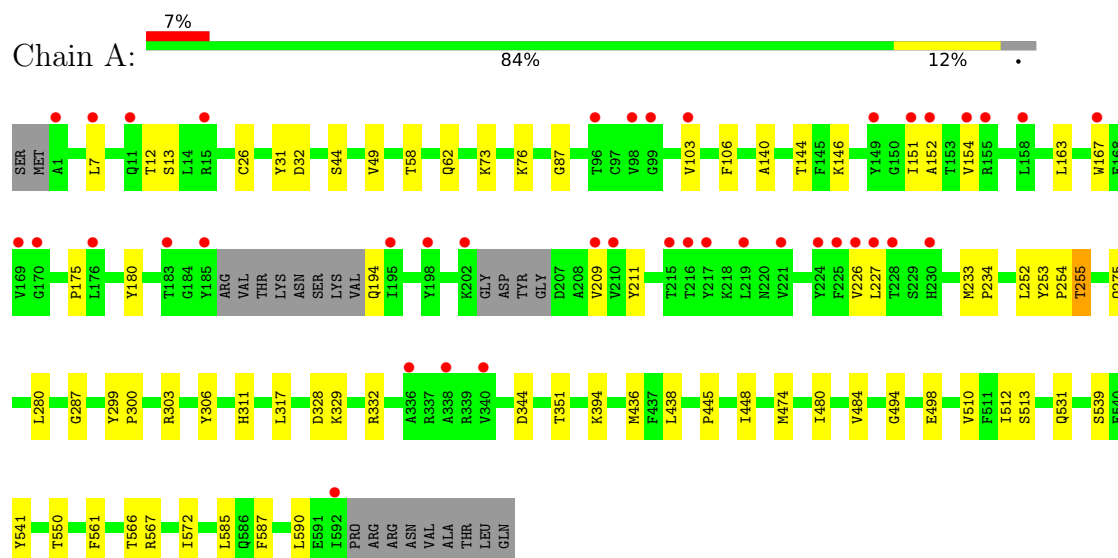 7%
Chain A:
84% 12% •
SER MET A1 L7 Q11 T12 S13 L14 R15 C26 Y31 D32 S44 V49 T58 Q62 K73 K76 G87 T96 C97 V98 G99 V103 F106 A140 T144 F145 K146 Y149 G150 I151 A152 T153 V154 R155 L158 L163 W167 E168
V169 G170 P175 L176 Y180 T183 G184 Y185 ARG VAL THR LYS ASN SER LYS VAL Q194 I195 Y198 K202 GLY ASP TYR GLY D207 A208 V209 V210 Y211 T215 T216 Y217 K218 L219 N220 V221 Y224 F225 V226 L227 T228 S229 H230 M233 P234 L252 Y253 P254 T255
L280 G287 Y299 P300 R303 Y306 H311 L317 D328 K329 R332 A336 R337 A338 R339 V340 D344 T351 K394 M436 F437 L438 P445 I448 M474 I480 V484 G494 E498 V510 F511 I512 S513 Q531 S539
Y541 T550 F561 T566 R567 I572 L585 Q586 F587 L590 E591 I592 PRO ARG ARG ASN VAL ALA THR LEU GLN